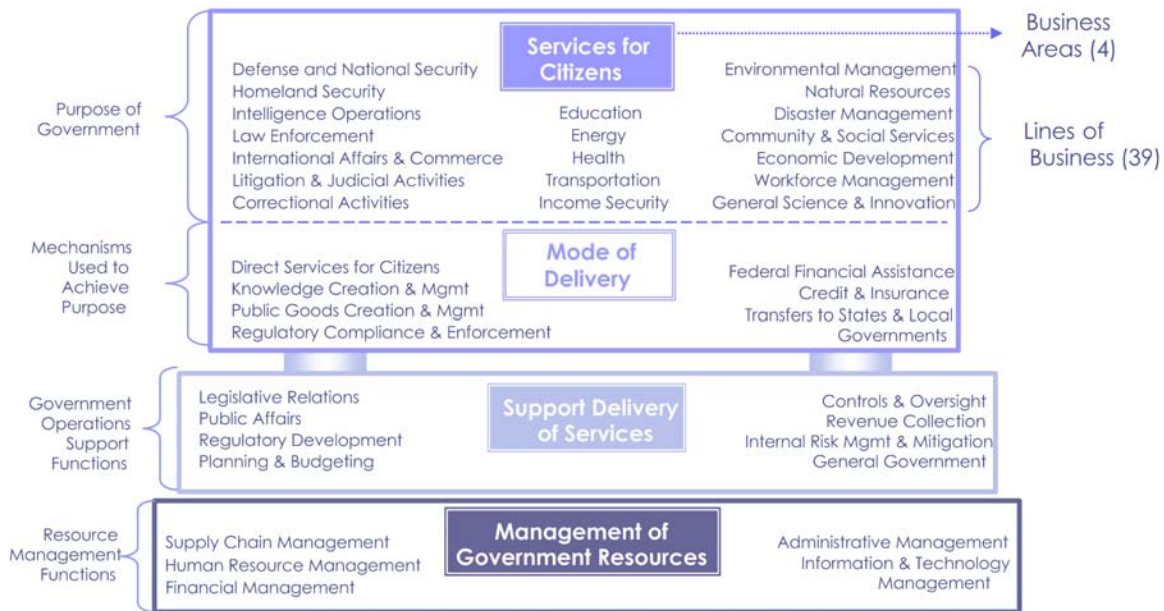 Business
Areas (4)
Services for
Citizens
Purpose of
Government
Defense and National Security
Homeland Security
Intelligence Operations
Law Enforcement
International Affairs & Commerce
Litigation & Judicial Activities
Correctional Activities
Education
Energy
Health
Transportation
Income Security
Environmental Management
Natural Resources
Disaster Management
Community & Social Services
Economic Development
Workforce Management
General Science & Innovation
Lines of
Business (39)
Mechanisms
Used to
Achieve
Purpose
Mode of
Delivery
Direct Services for Citizens
Knowledge Creation & Mgmt
Public Goods Creation & Mgmt
Regulatory Compliance & Enforcement
Federal Financial Assistance
Credit & Insurance
Transfers to States & Local
Governments
Government
Operations
Support
Functions
Support Delivery
of Services
Legislative Relations
Public Affairs
Regulatory Development
Planning & Budgeting
Controls & Oversight
Revenue Collection
Internal Risk Mgmt & Mitigation
General Government
Resource
Management
Functions
Management of
Government Resources
Supply Chain Management
Human Resource Management
Financial Management
Administrative Management
Information & Technology
Management